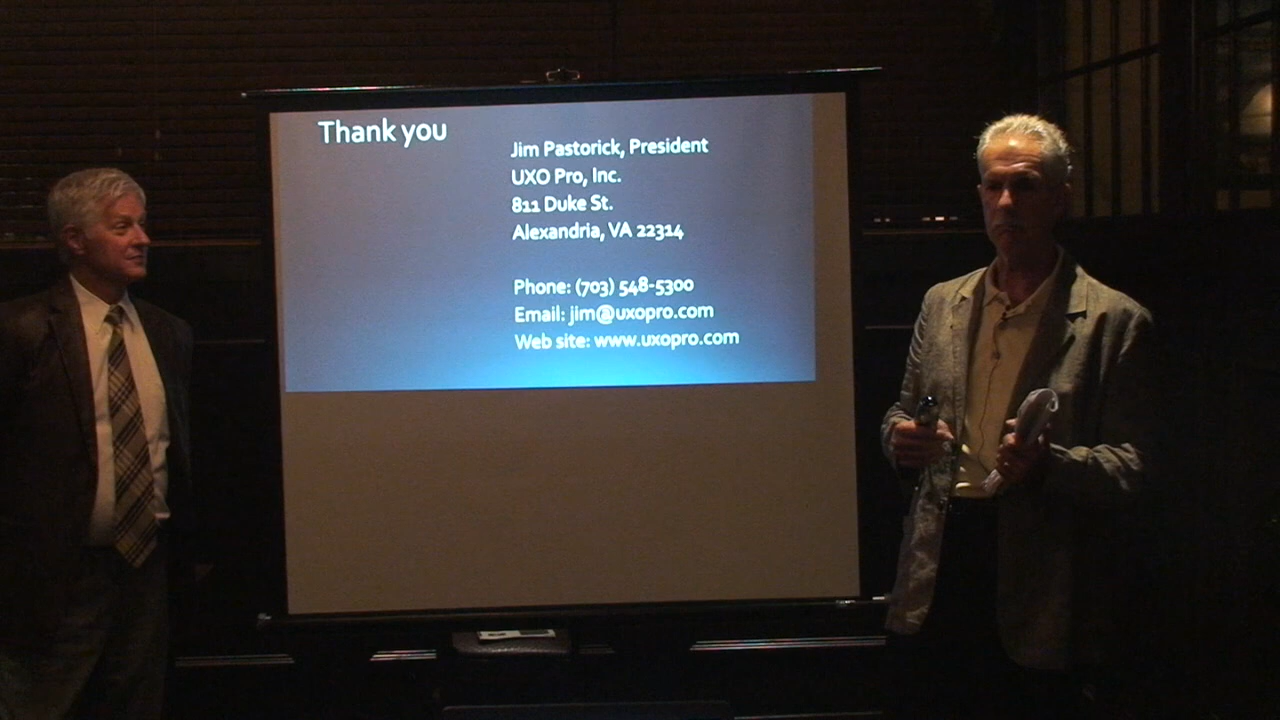 Thank you
Jim Pastorick, President
UXO Pro, Inc.
811 Duke St.
Alexandria, VA 22314
Phone: (703) 548-5300
Email: jim@uxopro.com
Web site: www.uxopro.com